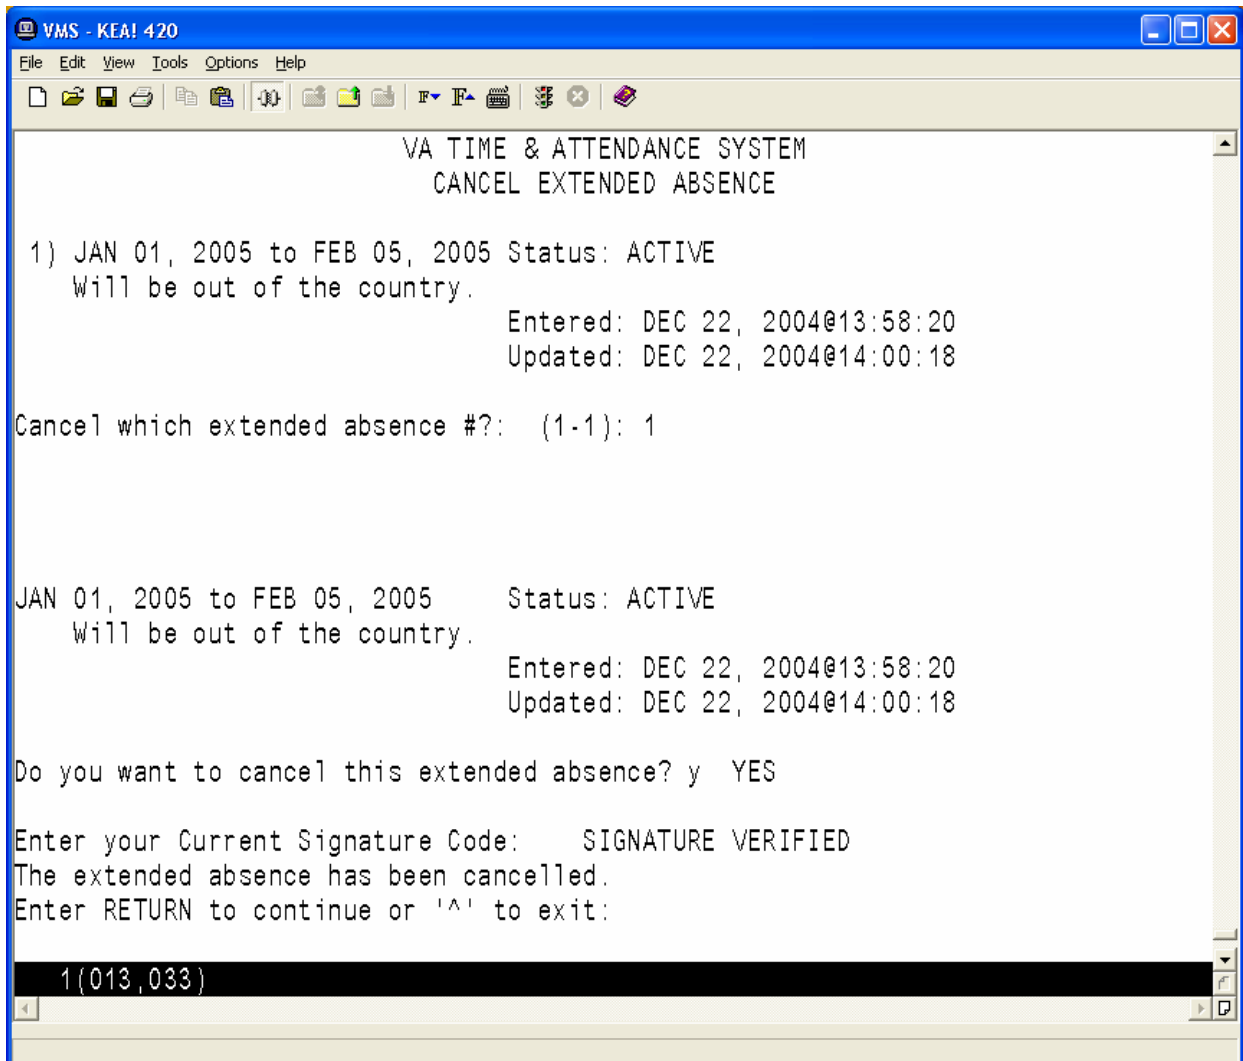 VMS - KEA! 420
File Edit View Tools Options Help
VA TIME & ATTENDANCE SYSTEM
CANCEL EXTENDED ABSENCE
1) JAN 01, 2005 to FEB 05, 2005 Status: ACTIVE
Will be out of the country.
Entered: DEC 22, 2004@13:58:20
Updated: DEC 22, 2004@14:00:18
Cancel which extended absence #?: (1-1): 1
JAN 01, 2005 to FEB 05, 2005 Status: ACTIVE
Will be out of the country.
Entered: DEC 22, 2004@13:58:20
Updated: DEC 22, 2004@14:00:18
Do you want to cancel this extended absence? y YES
Enter your Current Signature Code: SIGNATURE VERIFIED
The extended absence has been cancelled.
Enter RETURN to continue or '^' to exit:
1(013,033)